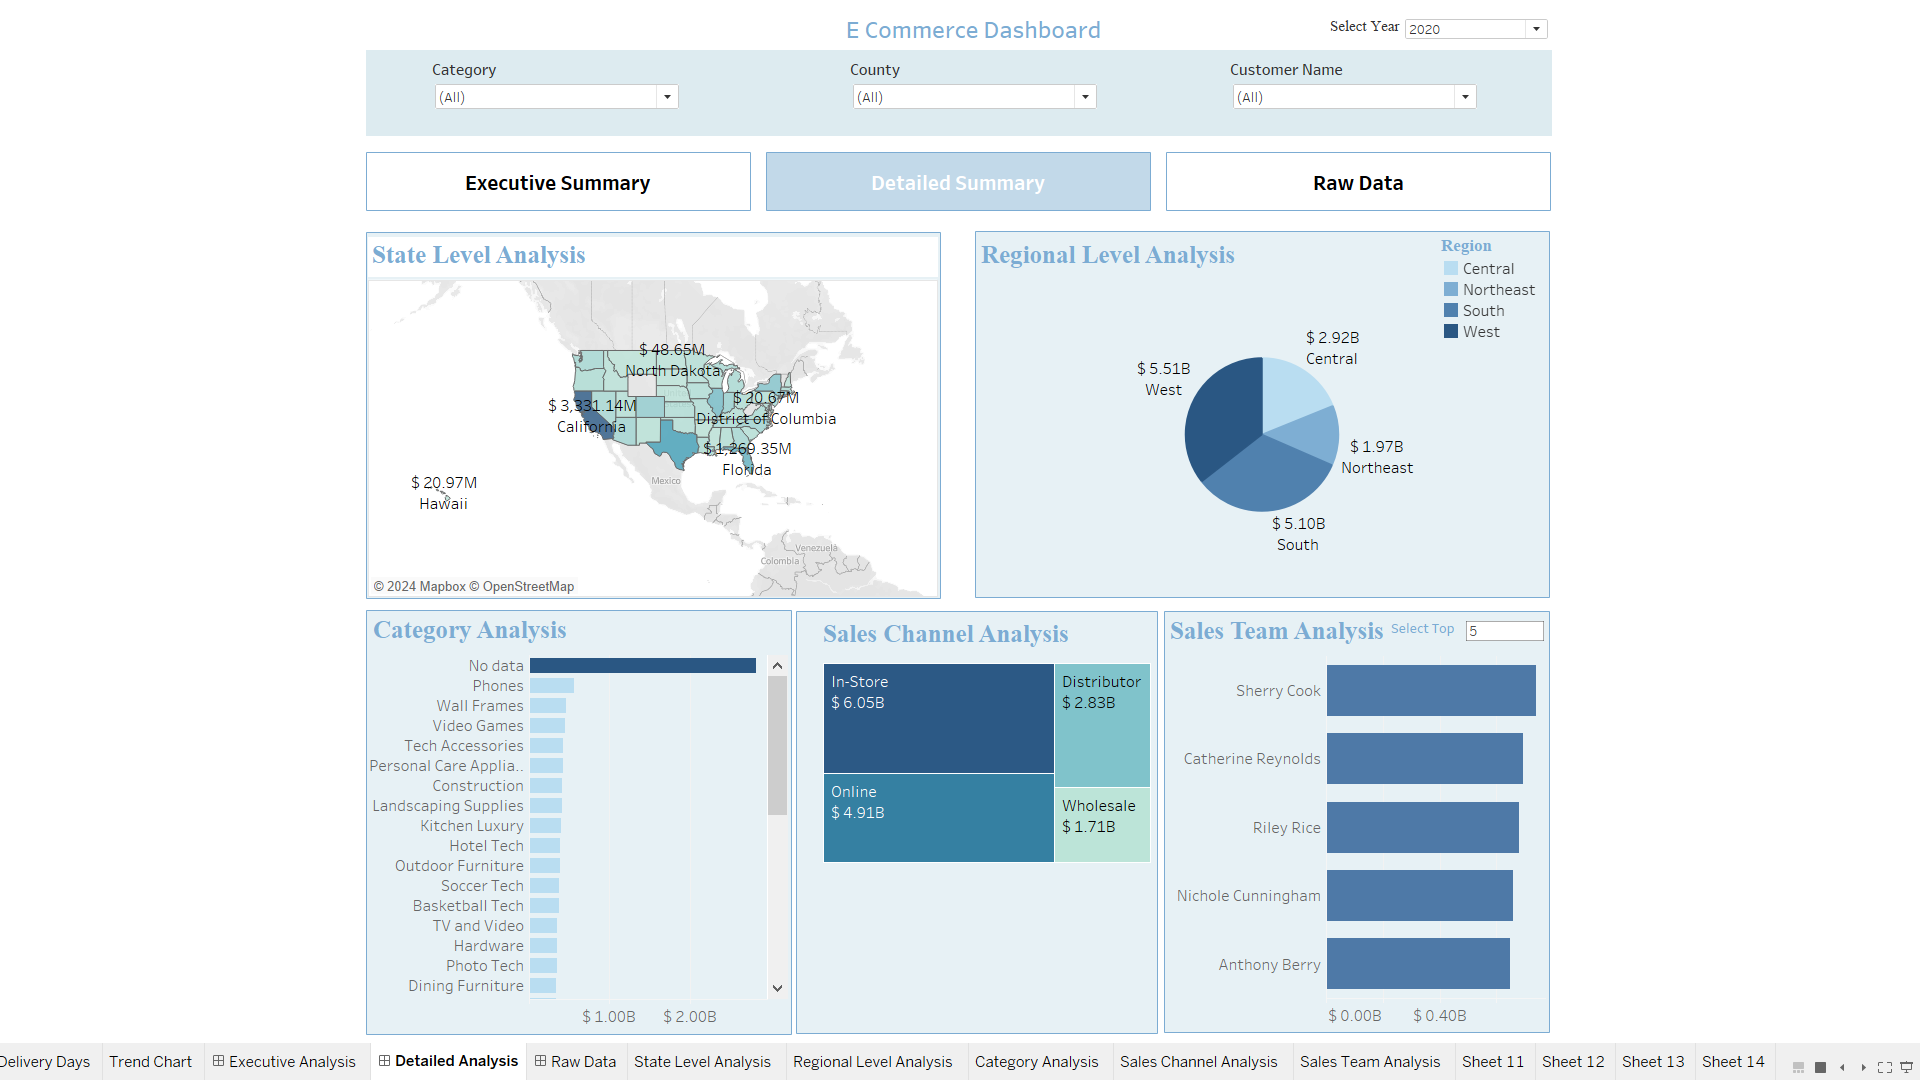 E Commerce Dashboard
Select Year
2020
Category
County
Customer Name
(All)
(All)
(All)
Executive Summary
Detailed Summary
Raw Data
State Level Analysis
$ 48.65M
North Dakota
$ 3,331.14M
California
$ 20.67M
District of Columbia
$ 1,269.35M
Florida
$ 20.97M
Hawaii
Mexico
Venezuela
Colombia
© 2024 Mapbox © OpenStreetMap
Regional Level Analysis
Region
Central
Northeast
South
West
$ 2.92B
Central
$ 5.51B
West
$ 1.97B
Northeast
$ 5.10B
South
Category Analysis
No data
Phones
Wall Frames
Video Games
Tech Accessories
Personal Care Applia..
Construction
Landscaping Supplies
Kitchen Luxury
Hotel Tech
Outdoor Furniture
Soccer Tech
Basketball Tech
TV and Video
Hardware
Photo Tech
Dining Furniture
$ 1.00B
$ 2.00B
Sales Channel Analysis
In-Store
$ 6.05B
Distributor
$ 2.83B
Online
$ 4.91B
Wholesale
$ 1.71B
Sales Team Analysis
Select Top
5
Sherry Cook
Catherine Reynolds
Riley Rice
Nichole Cunningham
Anthony Berry
$ 0.00B
$ 0.40B
Delivery Days
Trend Chart
Executive Analysis
Detailed Analysis
Raw Data
State Level Analysis
Regional Level Analysis
Category Analysis
Sales Channel Analysis
Sales Team Analysis
Sheet 11
Sheet 12
Sheet 13
Sheet 14